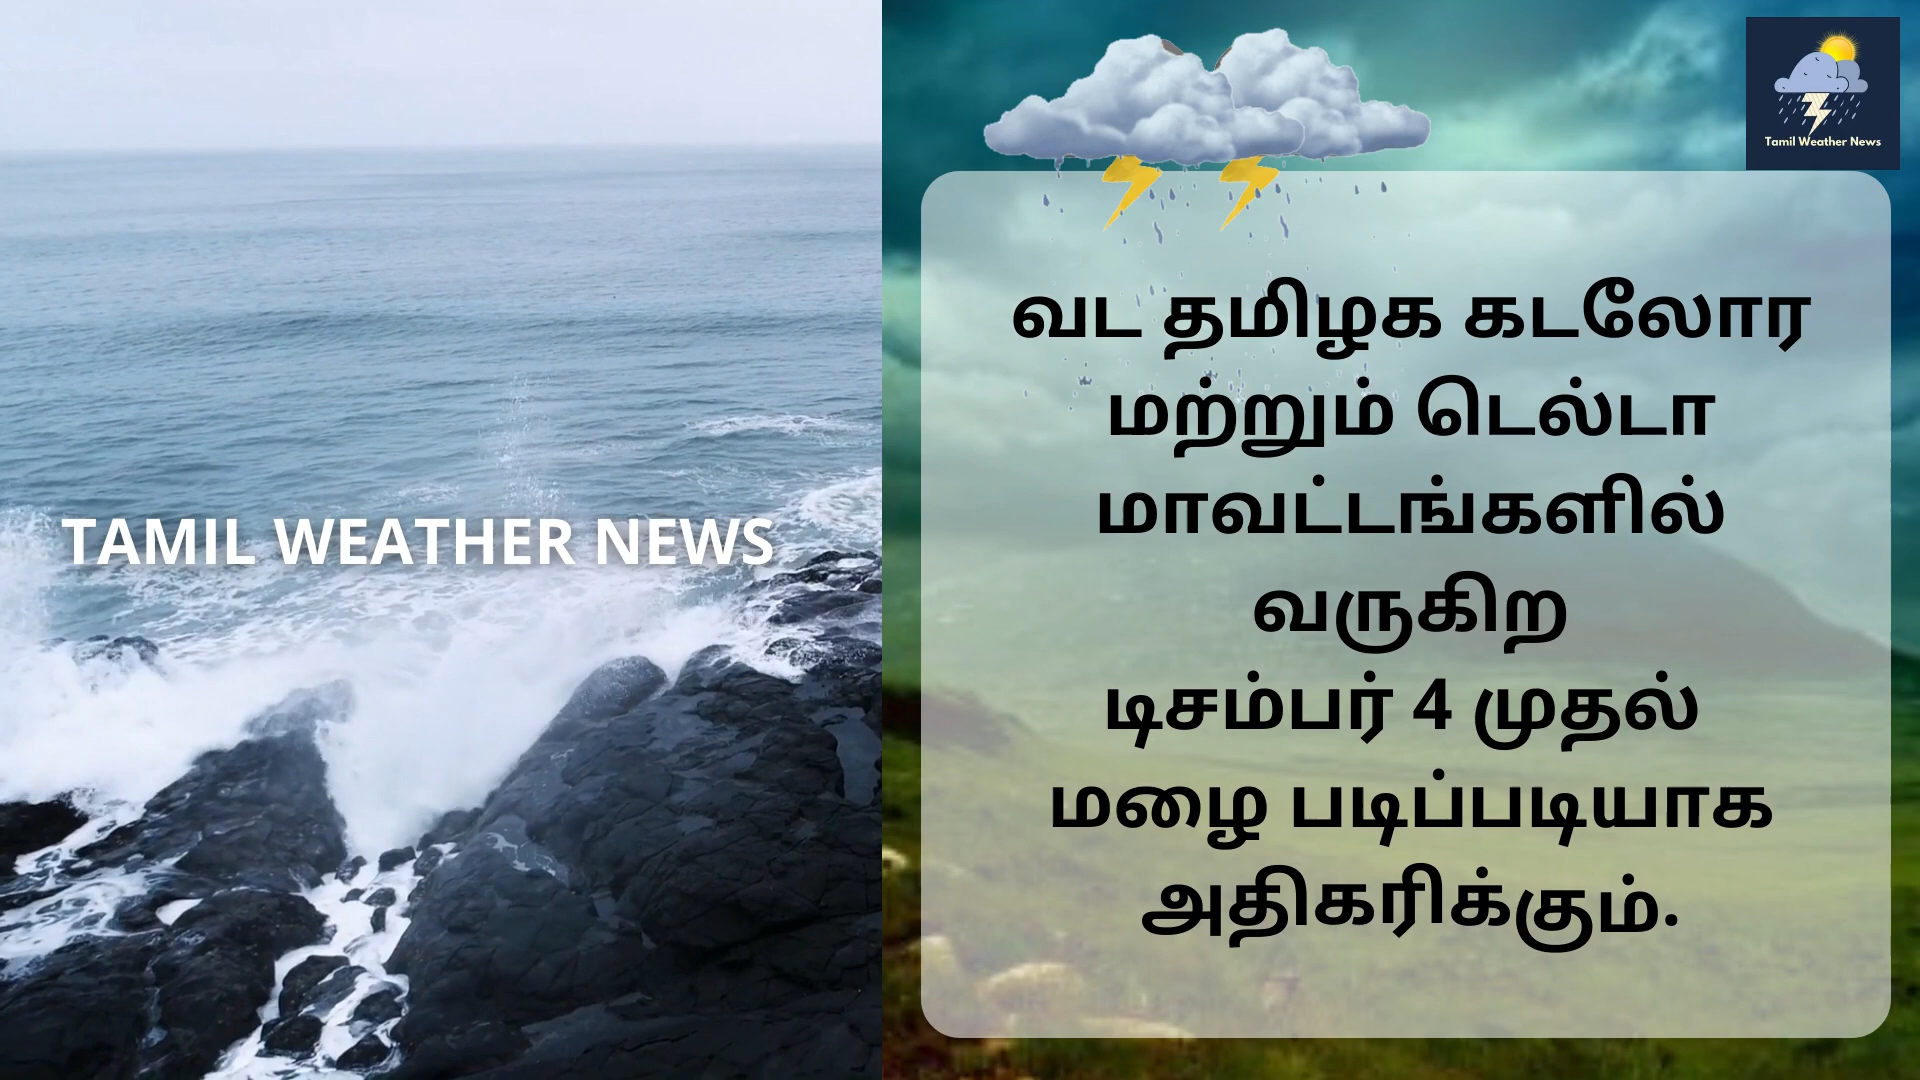 TAMIL WEATHER NEWS
Tamil Weather News
வட தமிழக கடலோர
மற்றும் டெல்டா
மாவட்டங்களில்
வருகிற
டிசம்பர் 4 முதல்
மழை படிப்படியாக
அதிகரிக்கும்.